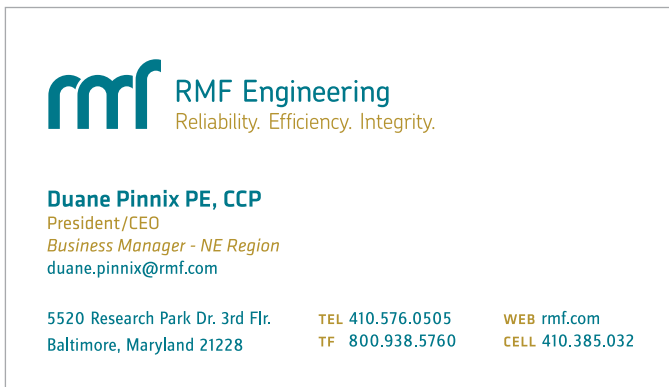 rmf
RMF Engineering
Reliability. Efficiency. Integrity.
Duane Pinnix PE, CCP
President/CEO
Business Manager - NE Region
duane.pinnix@rmf.com
5520 Research Park Dr. 3rd Flr.
Baltimore, Maryland 21228
TEL 410.576.0505
TF 800.938.5760
WEB rmf.com
CELL 410.385.032